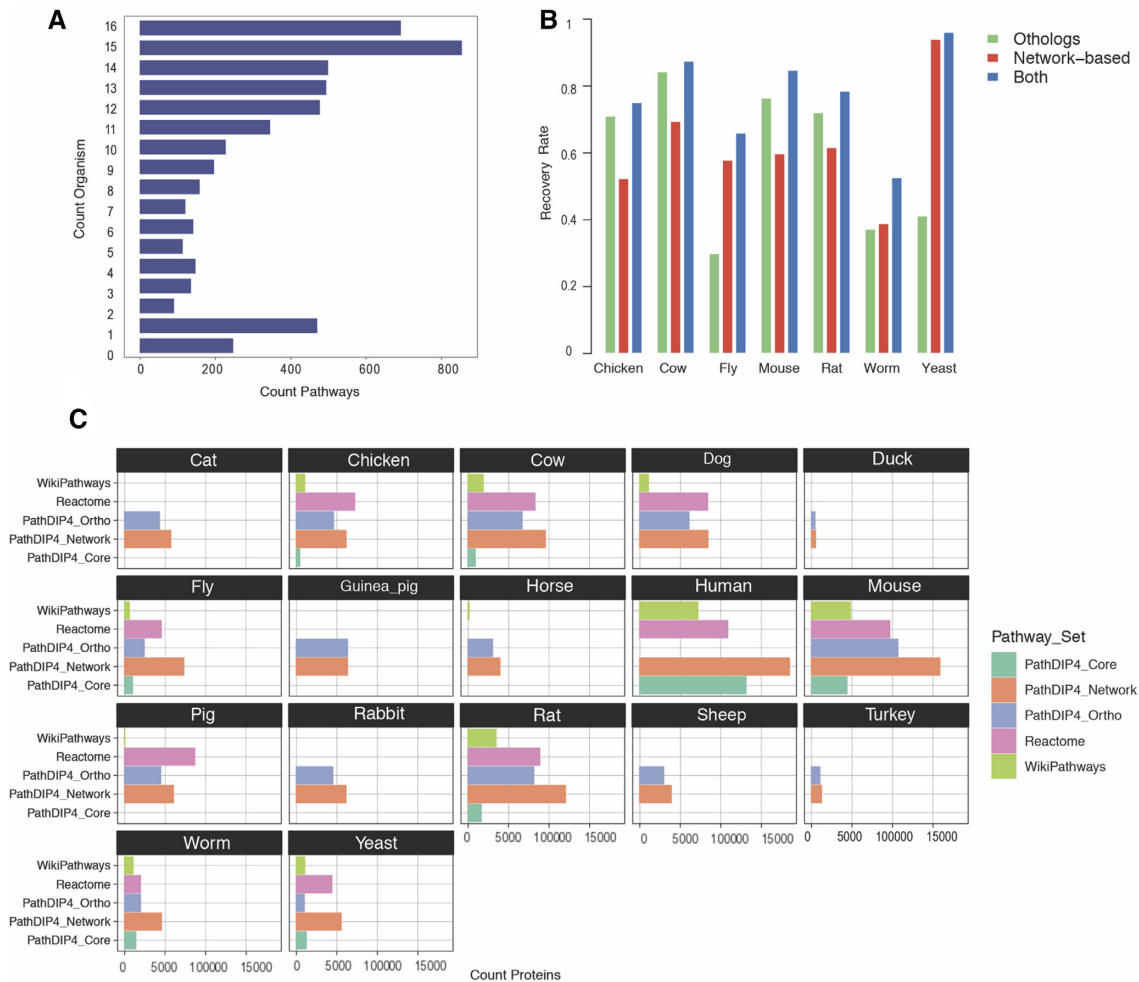 A
16
15
14
13
12
11
10
9
8
7
6
5
4
3
2
1
0
Count Organism
0 200 400 600 800
Count Pathways
B
1
0.8
0.6
0.4
0.2
0
Recovery Rate
Chicken Cow Fly Mouse Rat Worm Yeast
Othologs
Network-based
Both
C
Cat Chicken Cow Dog Duck
WikiPathways
Reactome
PathDIP4_Ortho
PathDIP4_Network
PathDIP4_Core
Fly Guinea_pig Horse Human Mouse
WikiPathways
Reactome
PathDIP4_Ortho
PathDIP4_Network
PathDIP4_Core
Pig Rabbit Rat Sheep Turkey
WikiPathways
Reactome
PathDIP4_Ortho
PathDIP4_Network
PathDIP4_Core
0 5000 100000 15000 0 5000 100000 15000 0 5000 100000 15000
Worm Yeast
WikiPathways
Reactome
PathDIP4_Ortho
PathDIP4_Network
PathDIP4_Core
0 5000 100000 15000 0 5000 100000 15000
Count Proteins
Pathway_Set
PathDIP4_Core
PathDIP4_Network
PathDIP4_Ortho
Reactome
WikiPathways